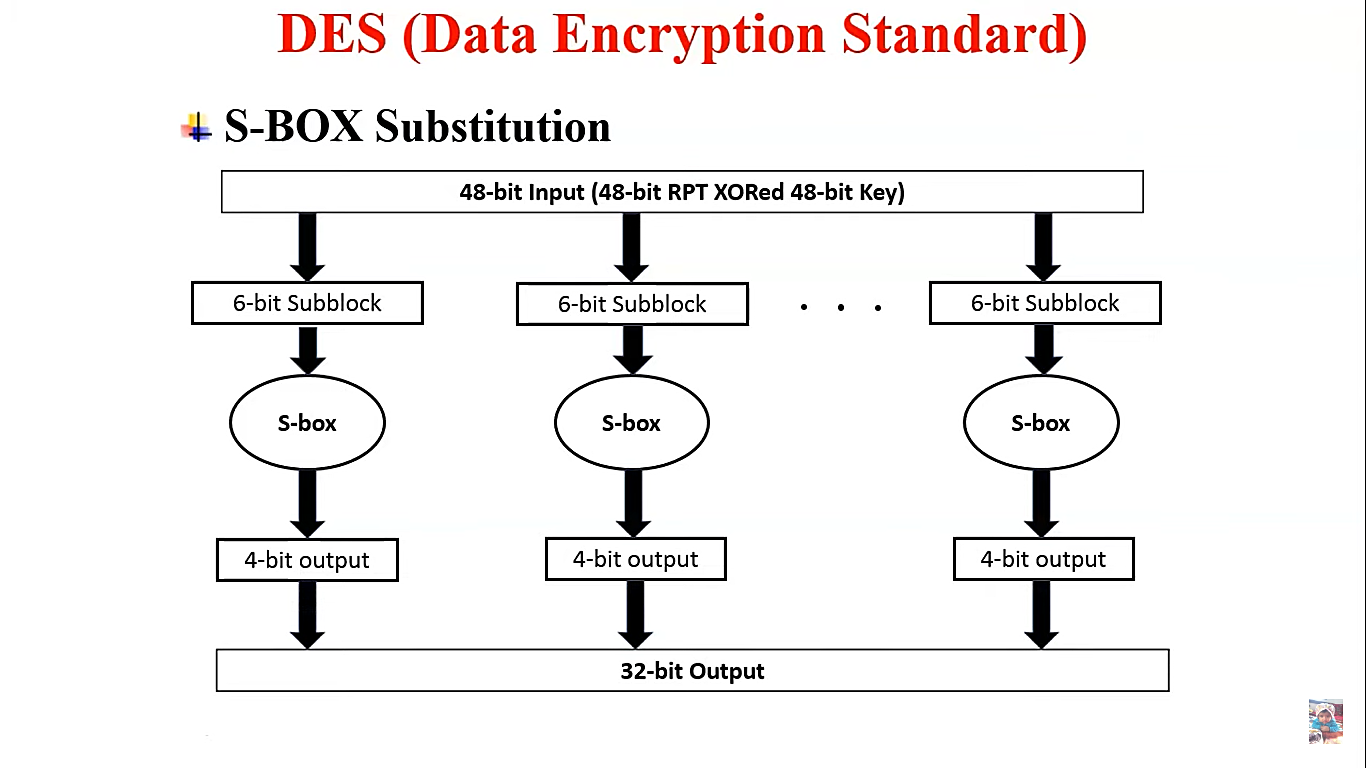 DES (Data Encryption Standard)
S-BOX Substitution
48-bit Input (48-bit RPT XORed 48-bit Key)
6-bit Subblock
6-bit Subblock
. . .
6-bit Subblock
S-box
S-box
S-box
4-bit output
4-bit output
4-bit output
32-bit Output